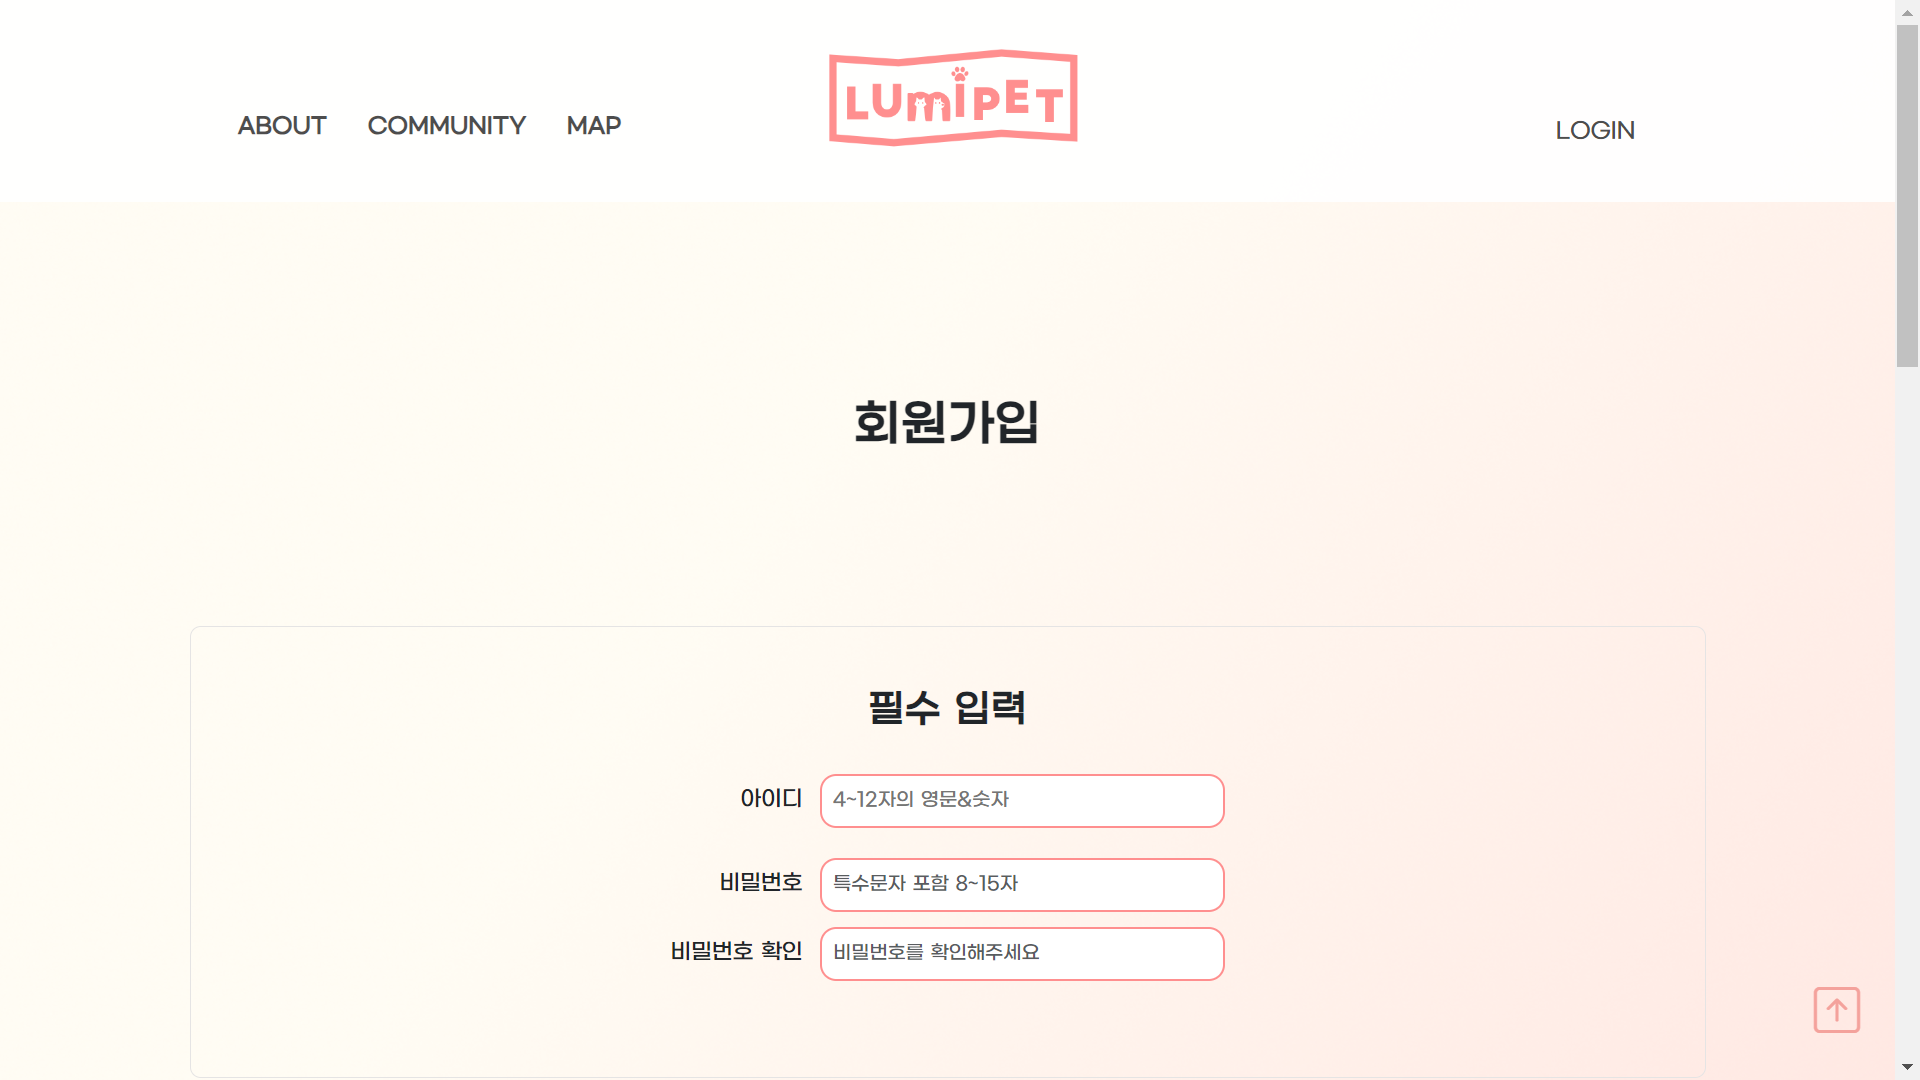 ABOUT COMMUNITY MAP
LUMIPET
LOGIN
회원가입
필수 입력
아이디 4~12자의 영문&숫자
비밀번호 특수문자 포함 8~15자
비밀번호 확인 비밀번호를 확인해주세요